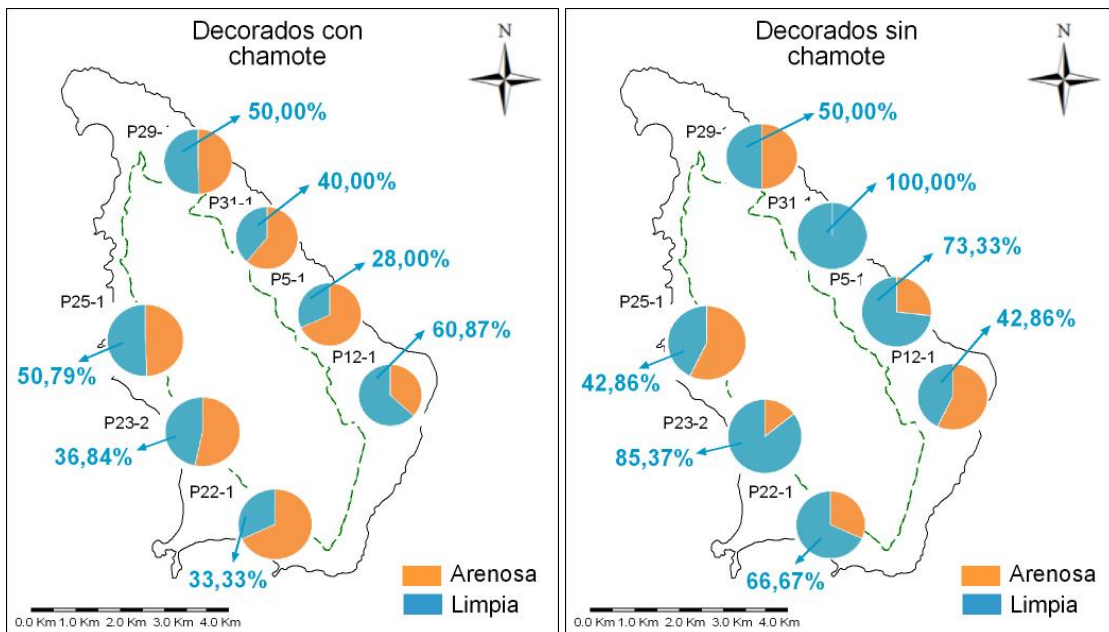 Decorados con
chamote
N
P29-
50,00%
P31-1
40,00%
P5-1
28,00%
P25-1
P12-1
60,87%
50,79%
P23-2
36,84%
P22-1
33,33%
Arenosa
Limpia
0.0 Km 1.0 Km 2.0 Km 3.0 Km 4.0 Km
Decorados sin
chamote
N
P29-
50,00%
P31-1
100,00%
P5-1
73,33%
P25-1
P12-1
42,86%
42,86%
P23-2
85,37%
P22-1
66,67%
Arenosa
Limpia
0.0 Km 1.0 Km 2.0 Km 3.0 Km 4.0 Km